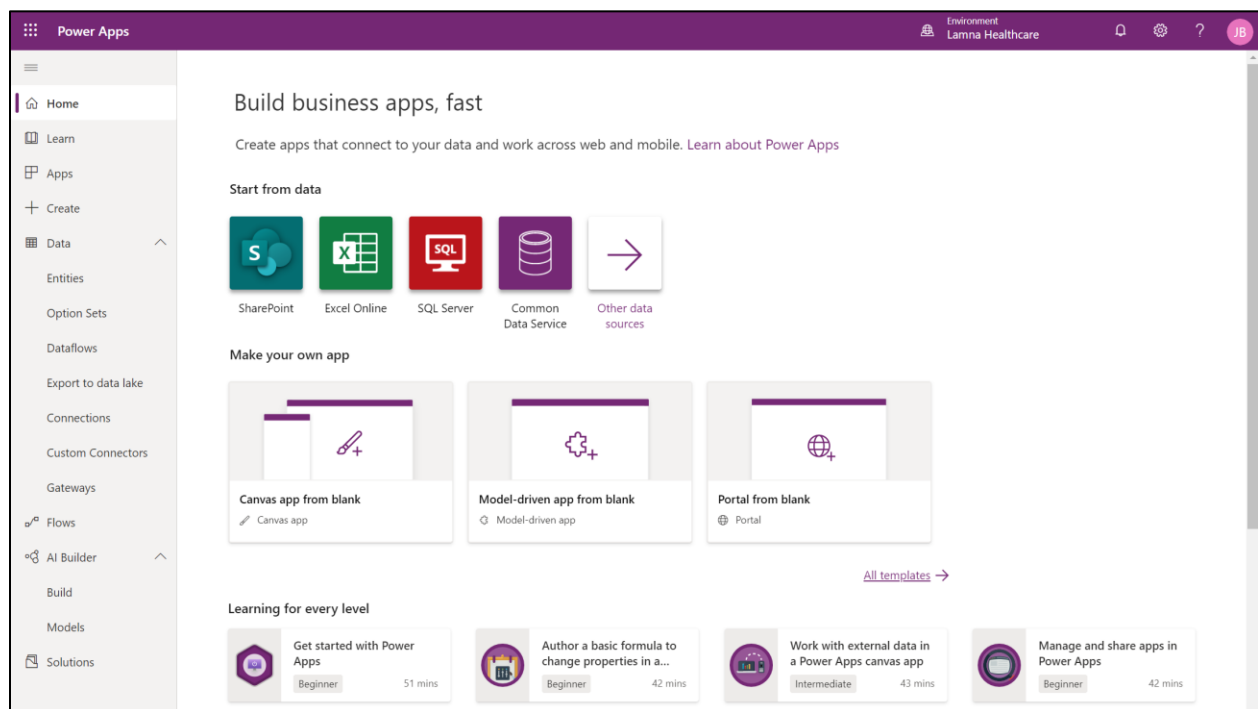 Power Apps
Environment
Lamna Healthcare
?
JB
Home
Learn
Apps
Create
Data
Entities
Option Sets
Dataflows
Export to data lake
Connections
Custom Connectors
Gateways
Flows
AI Builder
Build
Models
Solutions
Build business apps, fast
Create apps that connect to your data and work across web and mobile. Learn about Power Apps
Start from data
S
X
SQL
SharePoint
Excel Online
SQL Server
Common
Data Service
Other data
sources
Make your own app
Canvas app from blank
Canvas app
Model-driven app from blank
Model-driven app
Portal from blank
Portal
All templates
Learning for every level
Get started with Power
Apps
Beginner 51 mins
Author a basic formula to
change properties in a...
Beginner 42 mins
Work with external data in
a Power Apps canvas app
Intermediate 43 mins
Manage and share apps in
Power Apps
Beginner 42 mins